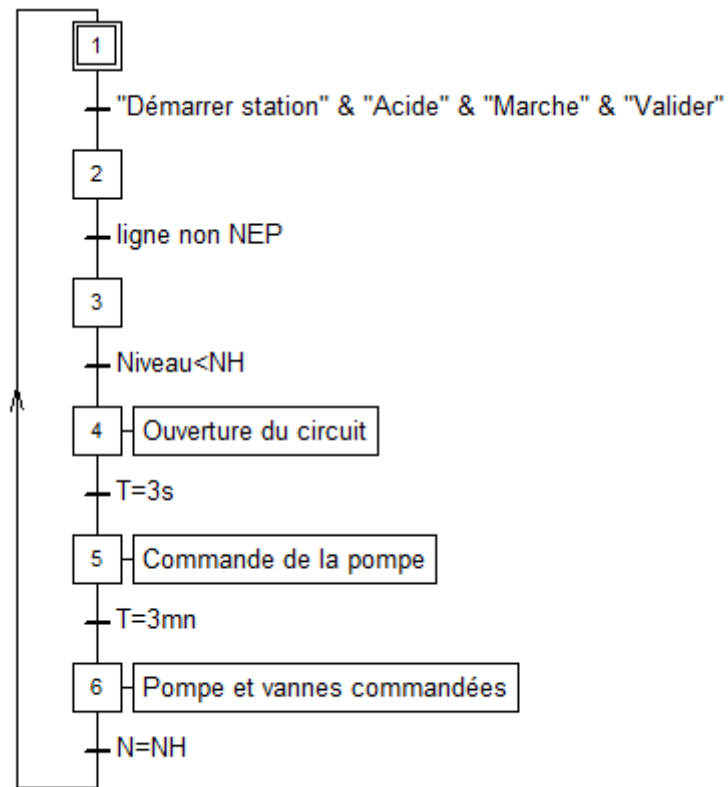 1
"Démarrer station" & "Acide" & "Marche" & "Valider"
2
ligne non NEP
3
Niveau<NH
4 Ouverture du circuit
T=3s
5 Commande de la pompe
T=3mn
6 Pompe et vannes commandées
N=NH